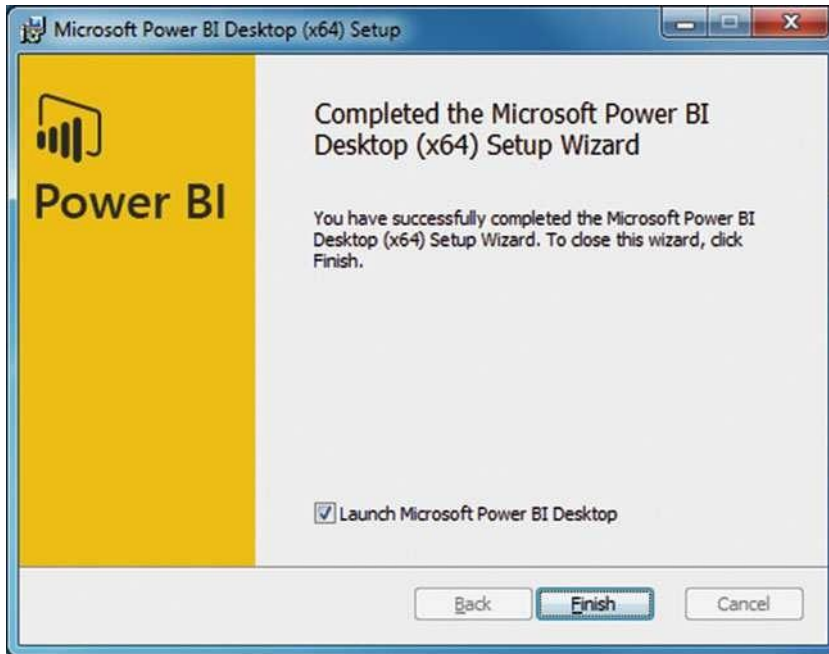 Microsoft Power BI Desktop (x64) Setup
Power BI
Completed the Microsoft Power BI
Desktop (x64) Setup Wizard
You have successfully completed the Microsoft Power BI
Desktop (x64) Setup Wizard. To close this wizard, click
Finish.
Launch Microsoft Power BI Desktop
Back
Finish
Cancel